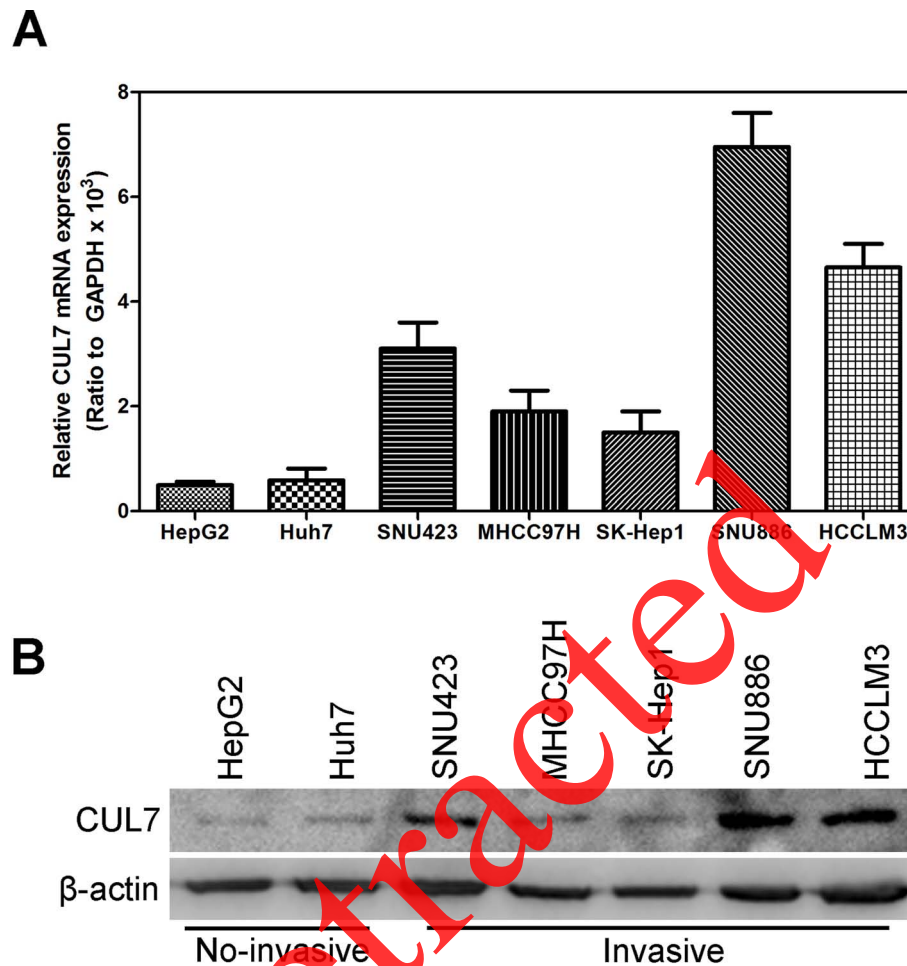 A
Relative CUL7 mRNA expression
(Ratio to GAPDH x 10³)
8
6
4
2
0
HepG2 Huh7 SNU423 MHCC97H SK-Hep1 SNU886 HCCLM3
B
HepG2 Huh7 SNU423 MHCC97H SK-Hep1 SNU886 HCCLM3
CUL7
β-actin
No-invasive Invasive
etracted